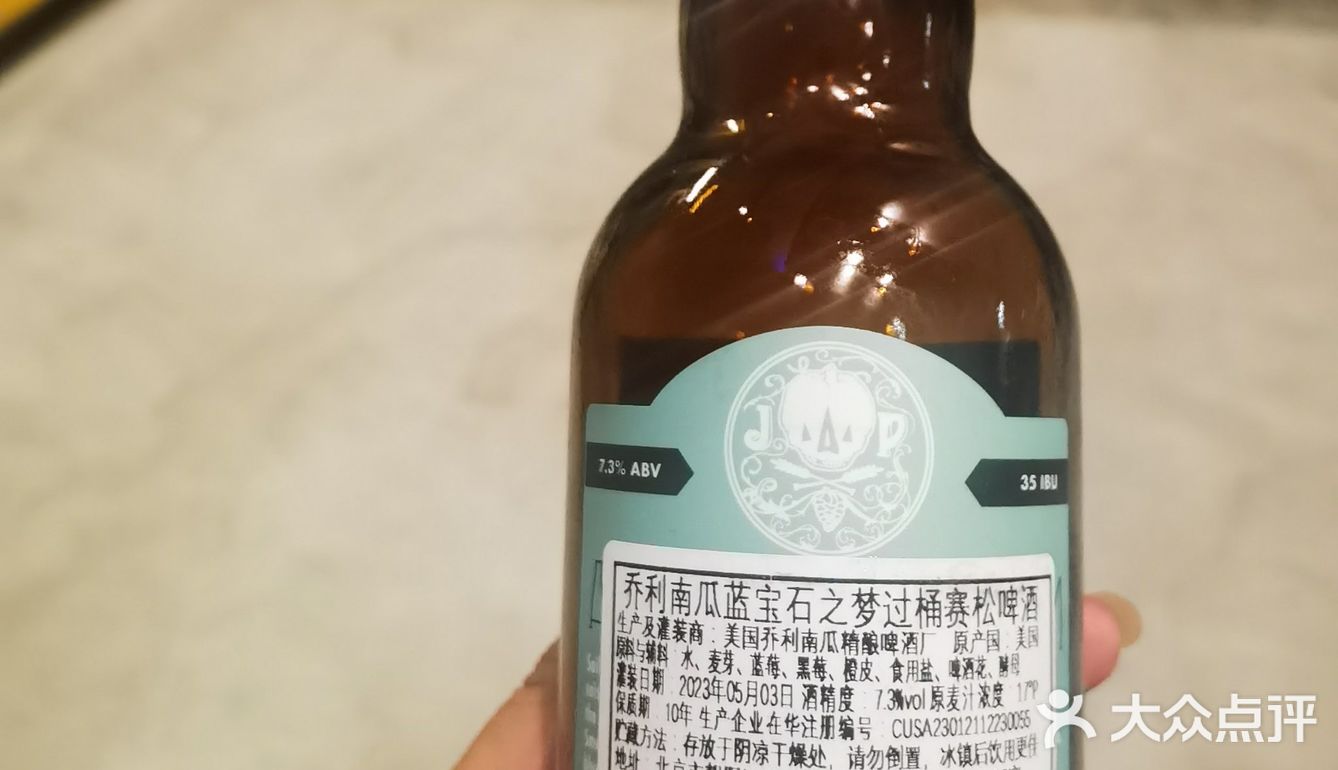 J P
7.3% ABV
35 IBU
乔利南瓜蓝宝石之梦过桶赛松啤酒
生产及灌装商：美国乔利南瓜精酿啤酒厂 原产国：美国
原料与辅料：水、麦芽、蓝莓、黑莓、橙皮、食用盐、啤酒花、酵母
灌装日期：2023年05月03日 酒精度：7.3%vol 原麦汁浓度：17°P
保质期：10年 生产企业在华注册编号：CUSA23012112230055
贮藏方法：存放于阴凉干燥处，请勿倒置，冰镇后饮用更佳
地址：北京市朝
大众点评